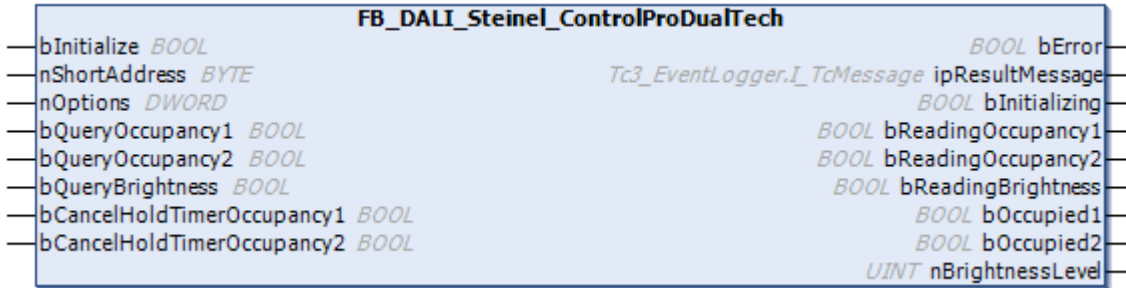 FB_DALI_Steinel_ControlProDualTech
bInitialize BOOL BOOL bError
nShortAddress BYTE Tc3_EventLogger.I_TcMessage ipResultMessage
nOptions DWORD BOOL bInitializing
bQueryOccupancy1 BOOL BOOL bReadingOccupancy1
bQueryOccupancy2 BOOL BOOL bReadingOccupancy2
bQueryBrightness BOOL BOOL bReadingBrightness
bCancelHoldTimerOccupancy1 BOOL BOOL bOccupied1
bCancelHoldTimerOccupancy2 BOOL BOOL bOccupied2
UINT nBrightnessLevel